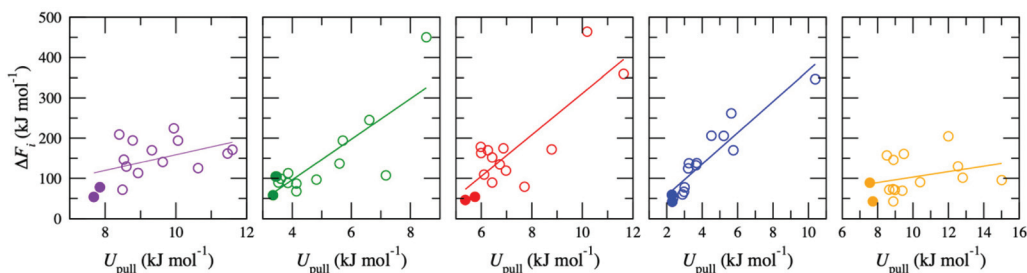 500
400
300
200
100
0
ΔF_i (kJ mol⁻¹)
8 10 12
4 6 8
6 8 10 12
2 4 6 8 10 12
8 10 12 14 16
U_pull (kJ mol⁻¹)
U_pull (kJ mol⁻¹)
U_pull (kJ mol⁻¹)
U_pull (kJ mol⁻¹)
U_pull (kJ mol⁻¹)